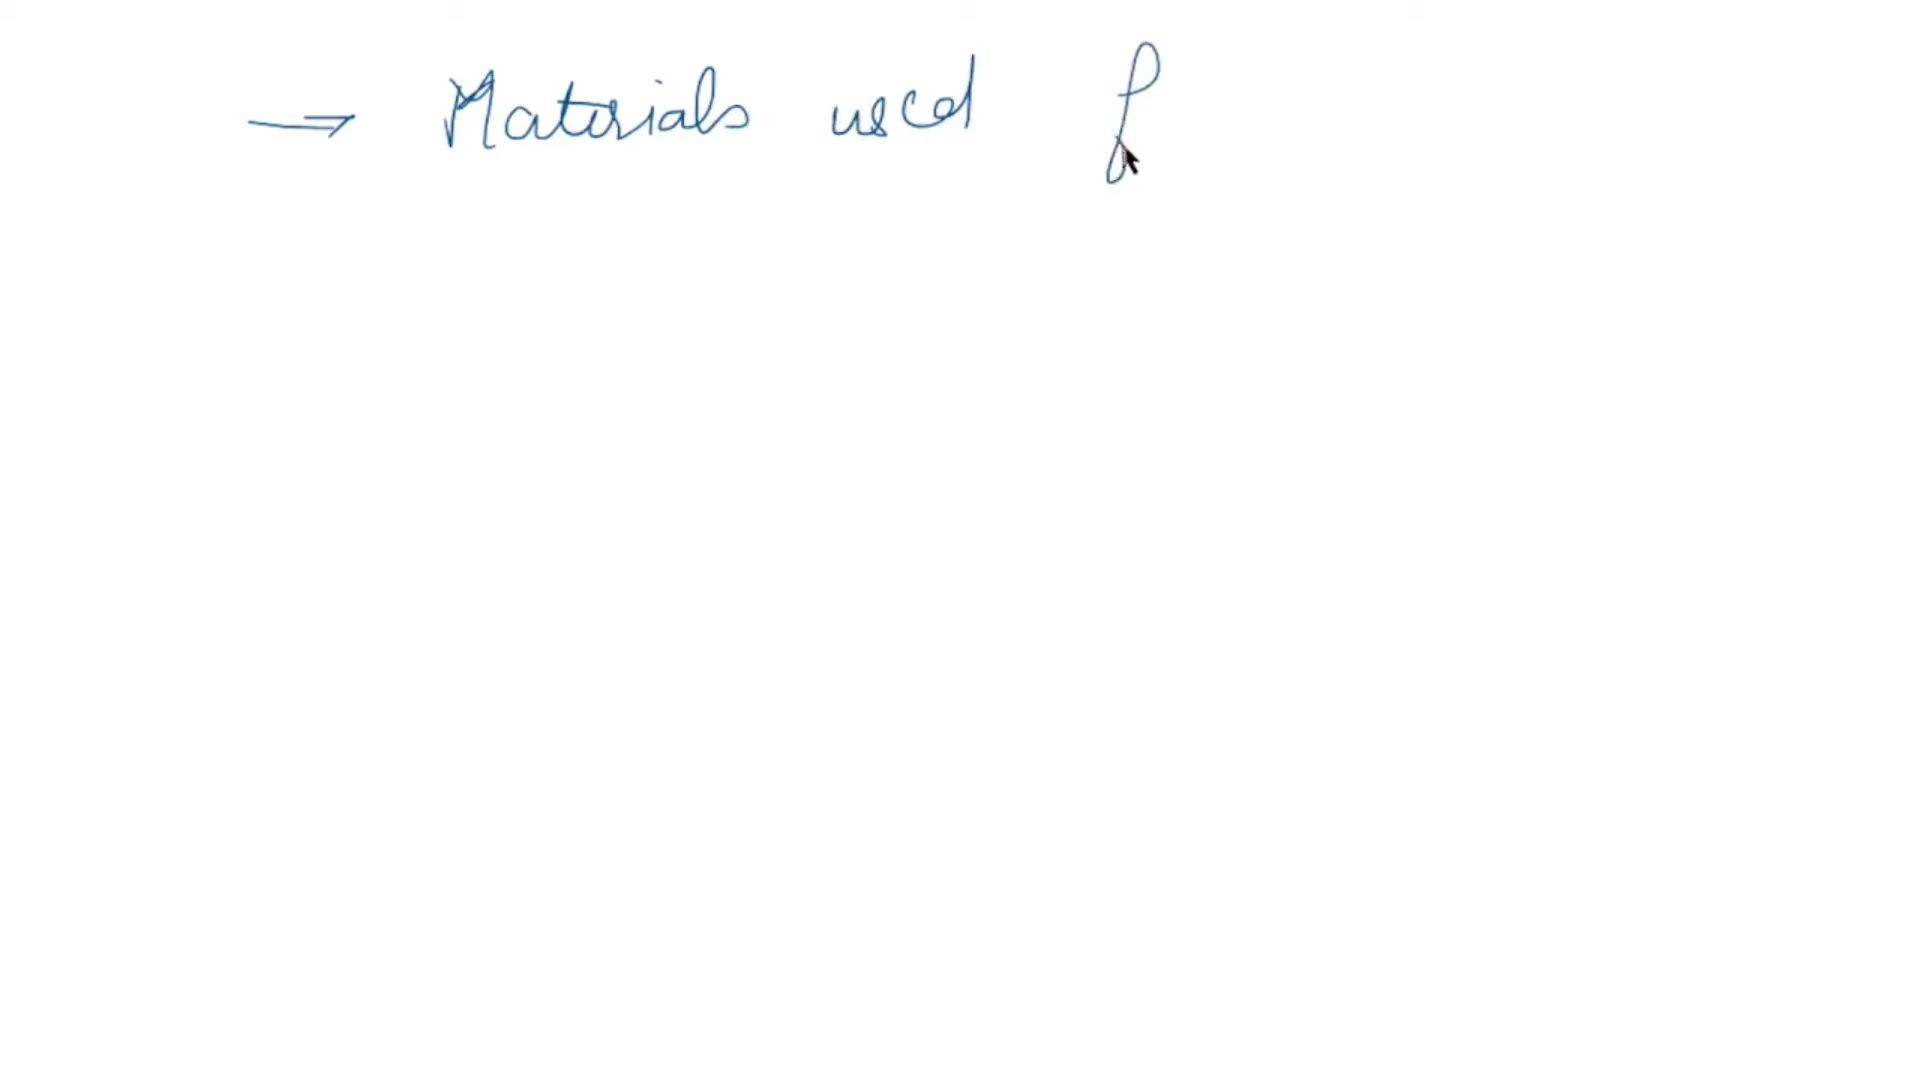 → Materials used f